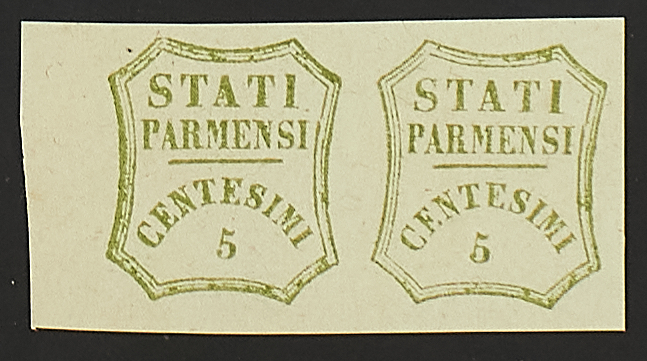 STATI
PARMENSI
CENTESIMI
5
STATI
PARMENSI
CENTESIMI
5